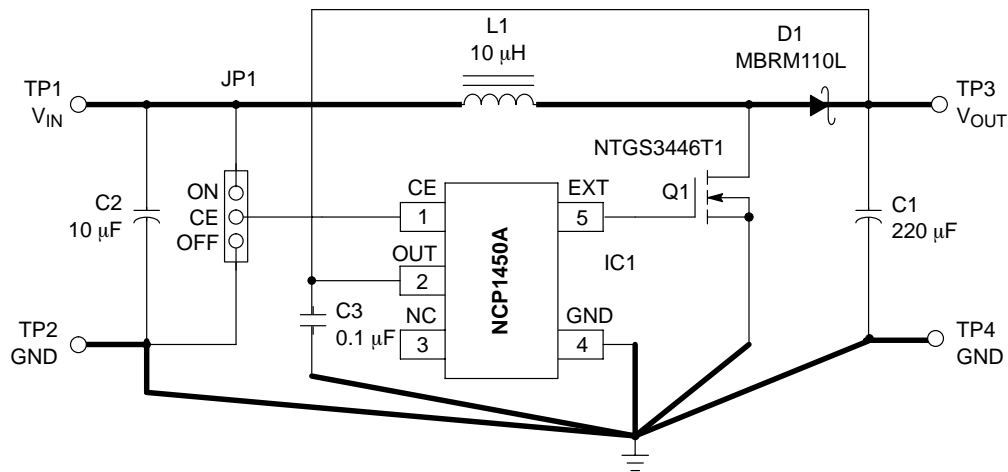 L1
10 μH
D1
MBRM110L
JP1
TP1
V_IN
TP3
V_OUT
NTGS3446T1
CE
EXT
Q1
ON
CE
OFF
C2
10 μF
1
5
C1
220 μF
OUT
2
IC1
NCP1450A
C3
0.1 μF
NC
3
GND
4
TP2
GND
TP4
GND